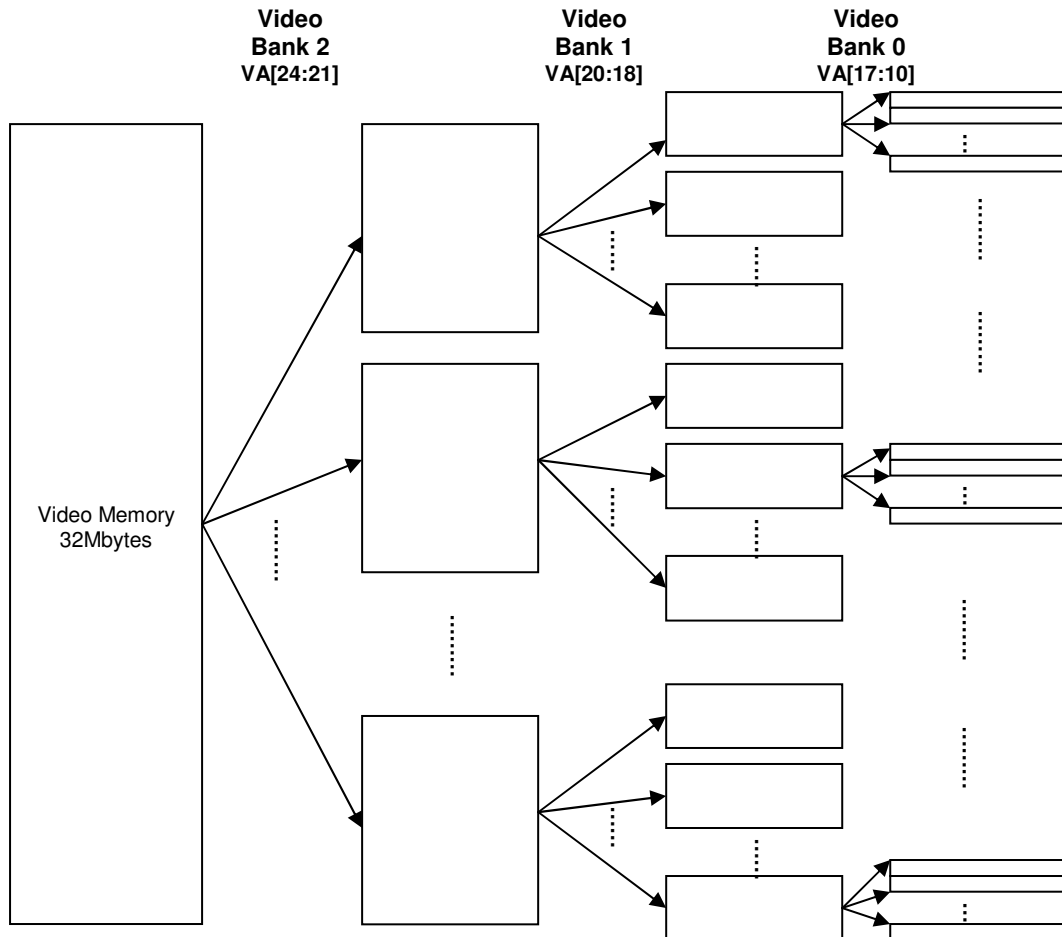 Video
Bank 2
VA[24:21]
Video
Bank 1
VA[20:18]
Video
Bank 0
VA[17:10]
Video Memory
32Mbytes